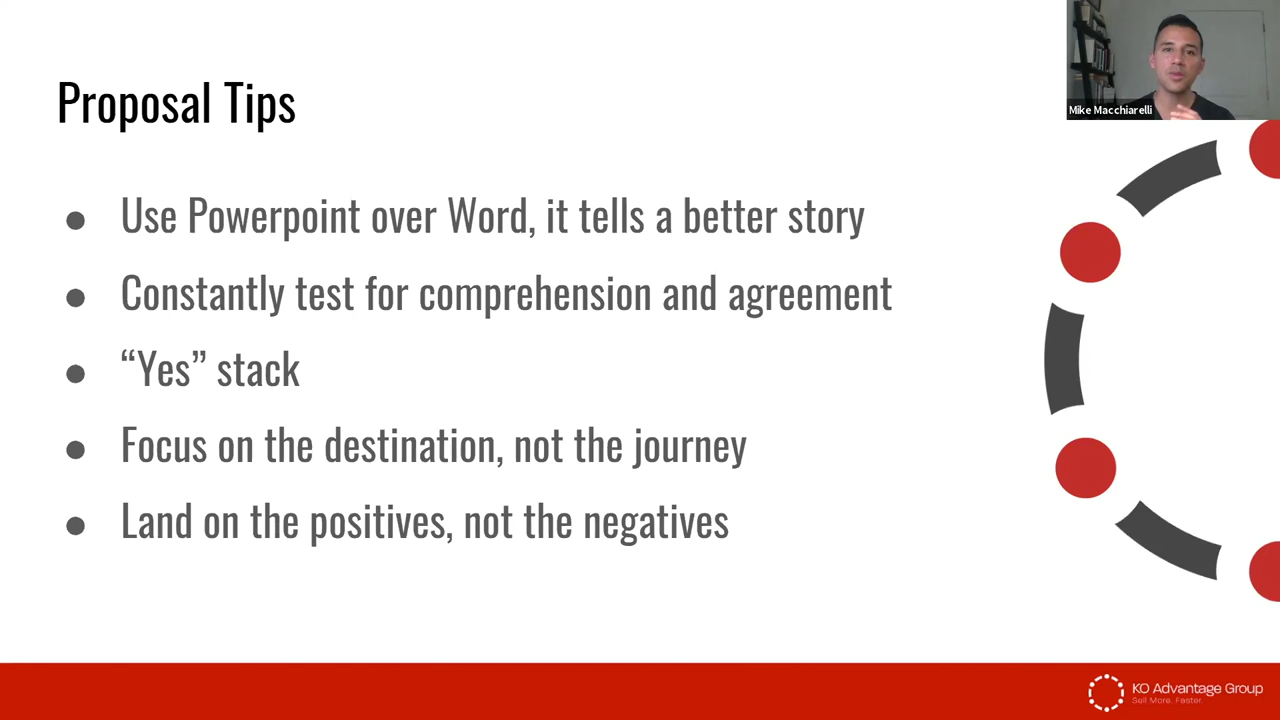 Mike Macchiarelli
Proposal Tips
● Use Powerpoint over Word, it tells a better story
● Constantly test for comprehension and agreement
● “Yes” stack
● Focus on the destination, not the journey
● Land on the positives, not the negatives
KO Advantage Group
Sell More. Faster.